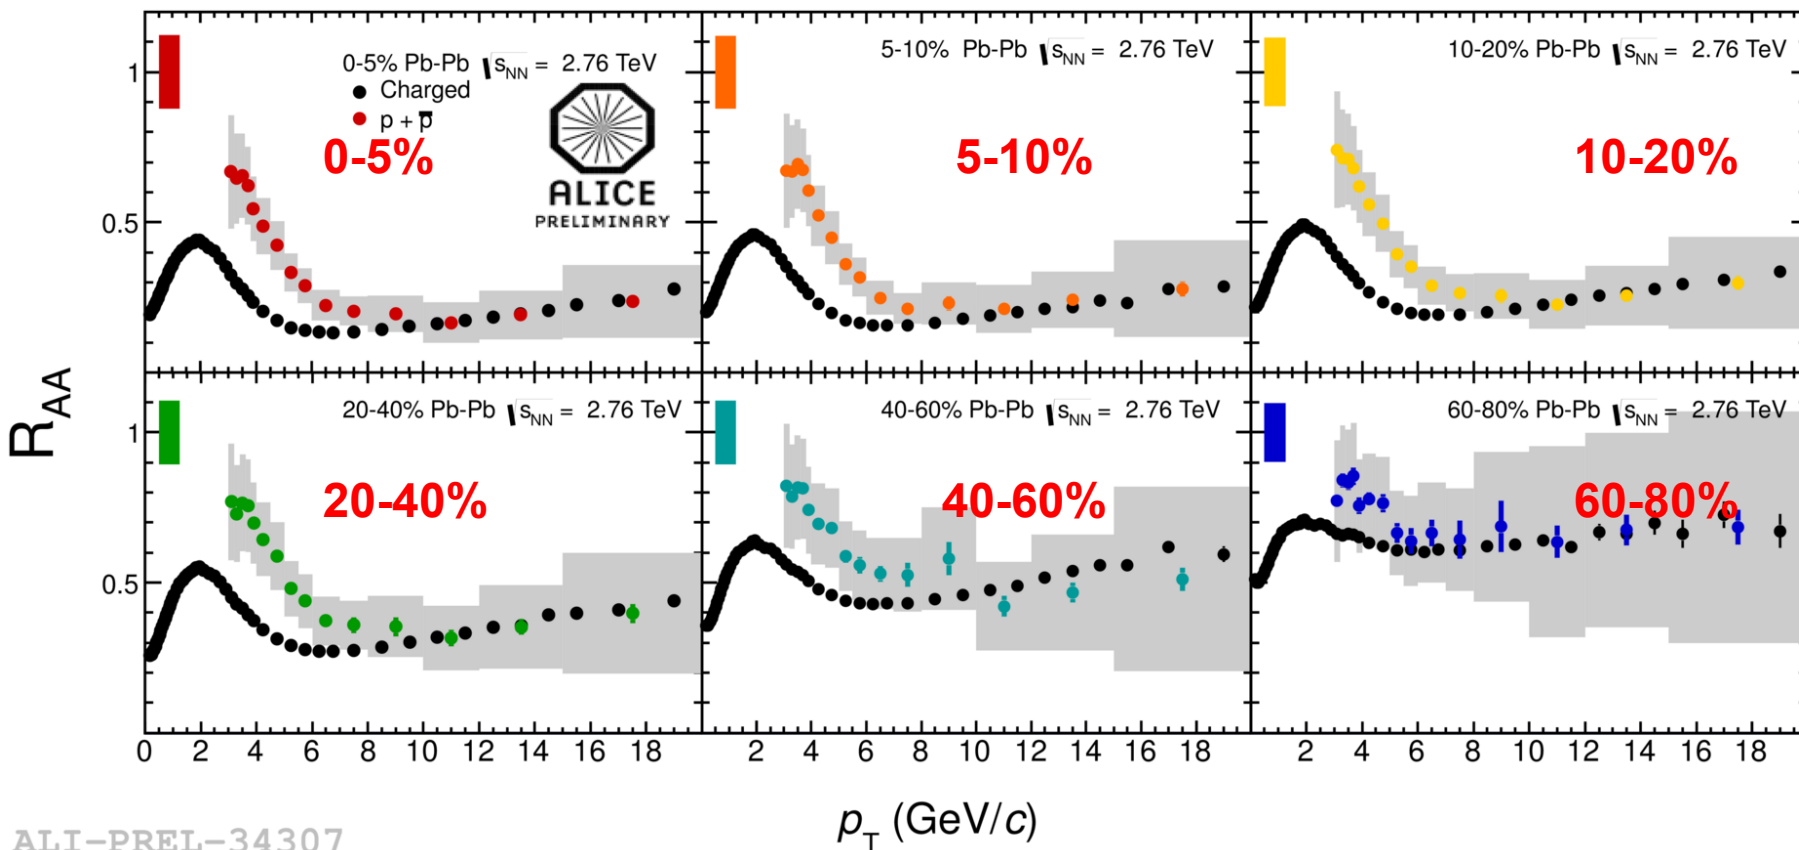 0-5% Pb-Pb √sNN = 2.76 TeV
Charged
p + p̅
0-5%
ALICE
PRELIMINARY
5-10% Pb-Pb √sNN = 2.76 TeV
5-10%
10-20% Pb-Pb √sNN = 2.76 TeV
10-20%
1
0.5
RAA
20-40% Pb-Pb √sNN = 2.76 TeV
20-40%
40-60% Pb-Pb √sNN = 2.76 TeV
40-60%
60-80% Pb-Pb √sNN = 2.76 TeV
60-80%
1
0.5
0 2 4 6 8 10 12 14 16 18
2 4 6 8 10 12 14 16 18
2 4 6 8 10 12 14 16 18
pT (GeV/c)
ALI-PREL-34307